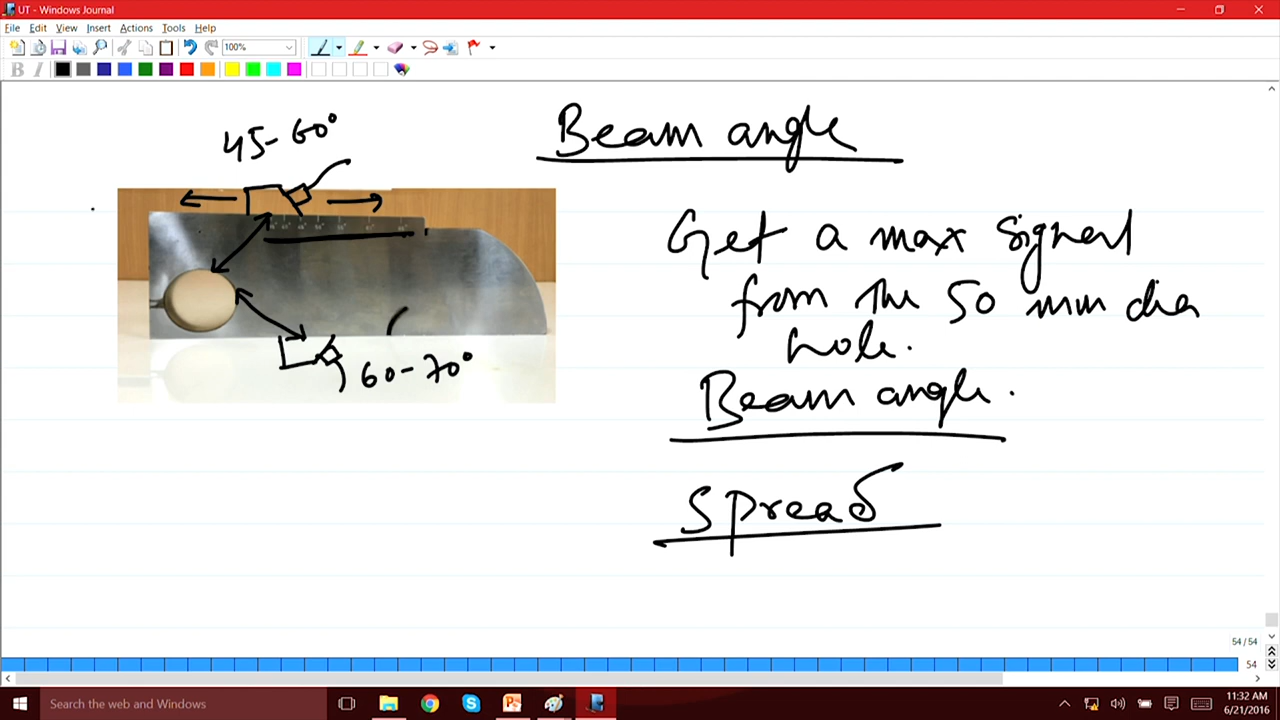 UT - Windows Journal
File Edit View Insert Actions Tools Help
100%
B I
45-60°
Beam angle
Get a max signal
from the 50 mm dia
hole.
60-70°
Beam angle.
Spread
54 / 54
54
Search the web and Windows
11:32 AM
6/21/2016